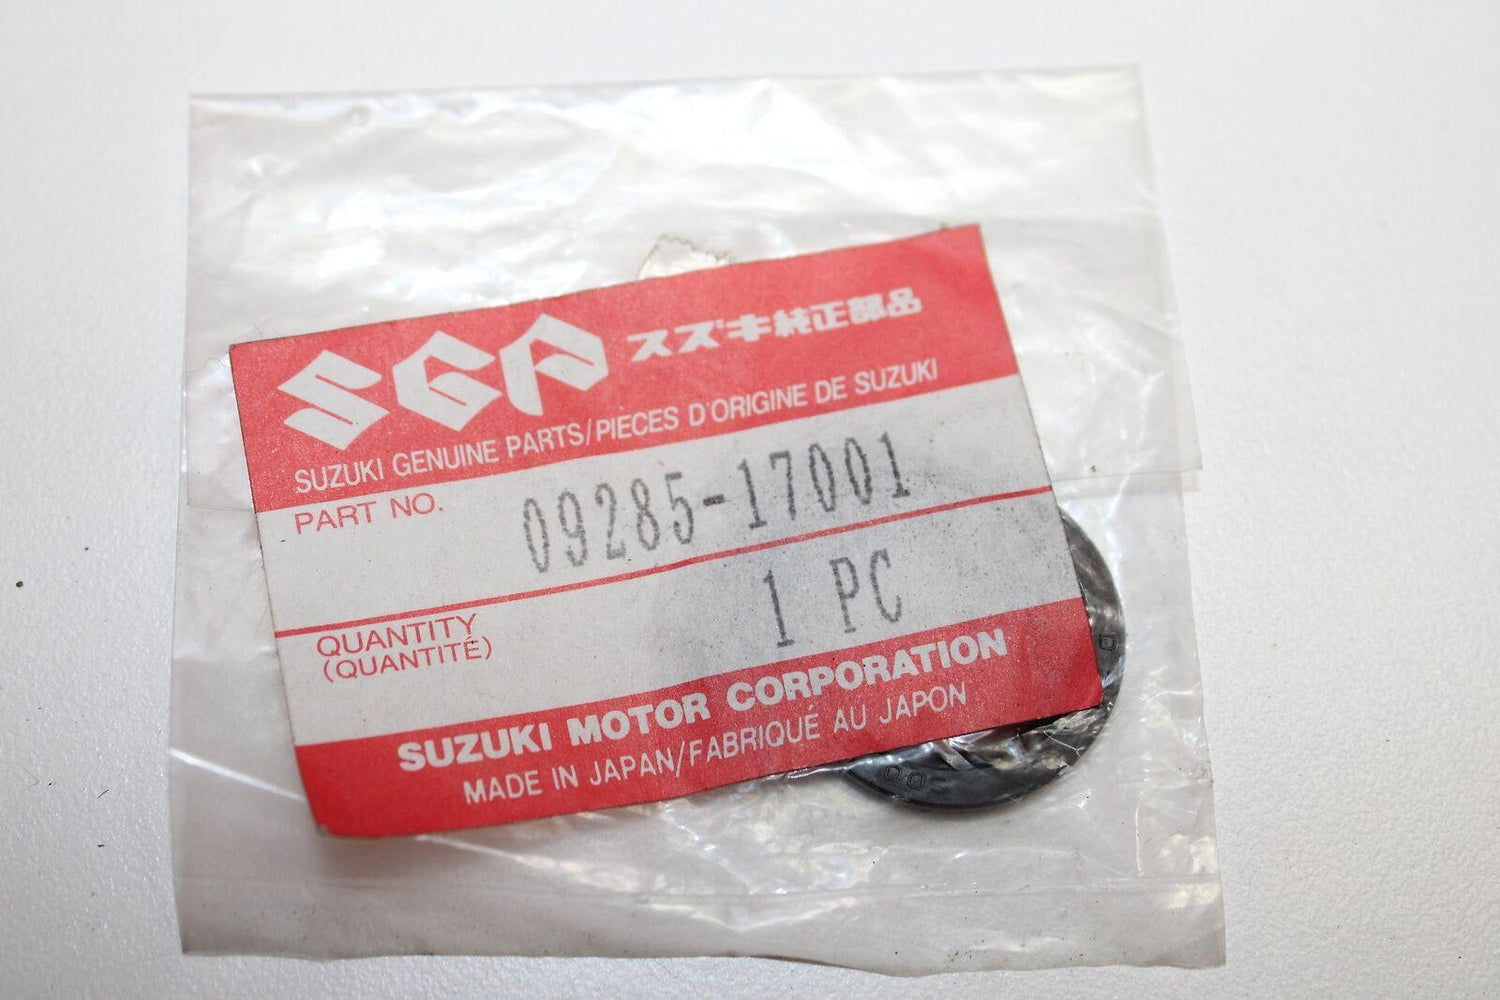 SGP スズキ純正部品
SUZUKI GENUINE PARTS/PIÈCES D'ORIGINE DE SUZUKI
PART NO. 09285-17001
QUANTITY 1 PC
(QUANTITÉ)
SUZUKI MOTOR CORPORATION
MADE IN JAPAN/FABRIQUÉ AU JAPON